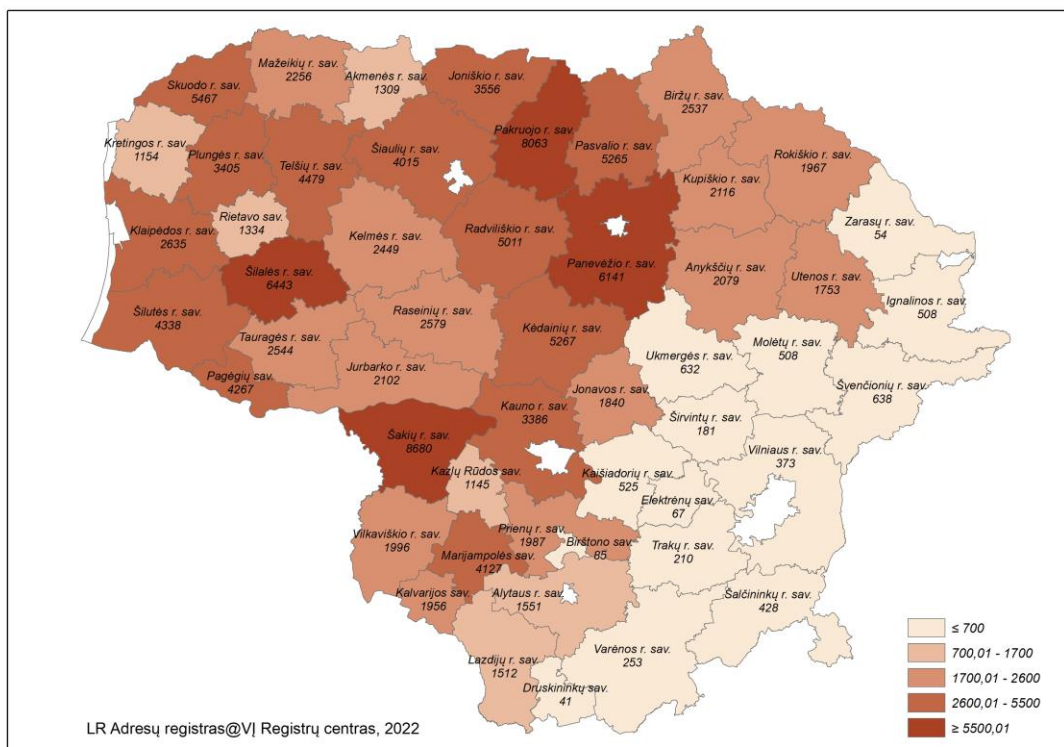 Mažeikių r. sav.
2256
Akmenės r. sav.
1309
Joniškio r. sav.
3556
Skuodo r. sav.
5467
Biržų r. sav.
2537
Pakruojo r. sav.
8063
Pasvalio r. sav.
5265
Kretingos r. sav.
1154
Plungės r. sav.
3405
Telšių r. sav.
4479
Šiaulių r. sav.
4015
Rokiškio r. sav.
1967
Kupiškio r. sav.
2116
Rietavo sav.
1334
Zarasų r. sav.
54
Klaipėdos r. sav.
2635
Kelmės r. sav.
2449
Radviliškio r. sav.
5011
Panevėžio r. sav.
6141
Anykščių r. sav.
2079
Utenos r. sav.
1753
Šilalės r. sav.
6443
Ignalinos r. sav.
508
Šilutės r. sav.
4338
Raseinių r. sav.
2579
Tauragės r. sav.
2544
Kėdainių r. sav.
5267
Ukmergės r. sav.
632
Molėtų r. sav.
508
Jurbarko r. sav.
2102
Pagėgių sav.
4267
Švenčionių r. sav.
638
Jonavos r. sav.
1840
Kauno r. sav.
3386
Širvintų r. sav.
181
Šakių r. sav.
8680
Vilniaus r. sav.
373
Kazlų Rūdos sav.
1145
Kaišiadorių r. sav.
525
Elektrėnų sav.
67
Vilkaviškio r. sav.
1996
Prienų r. sav.
1987
Birštono sav.
85
Trakų r. sav.
210
Marijampolės sav.
4127
Kalvarijos sav.
1956
Alytaus r. sav.
1551
Šalčininkų r. sav.
428
Lazdijų r. sav.
1512
Varėnos r. sav.
253
Druskininkų sav.
41
≤ 700
700,01 - 1700
1700,01 - 2600
2600,01 - 5500
≥ 5500,01
LR Adresų registras@VĮ Registrų centras, 2022